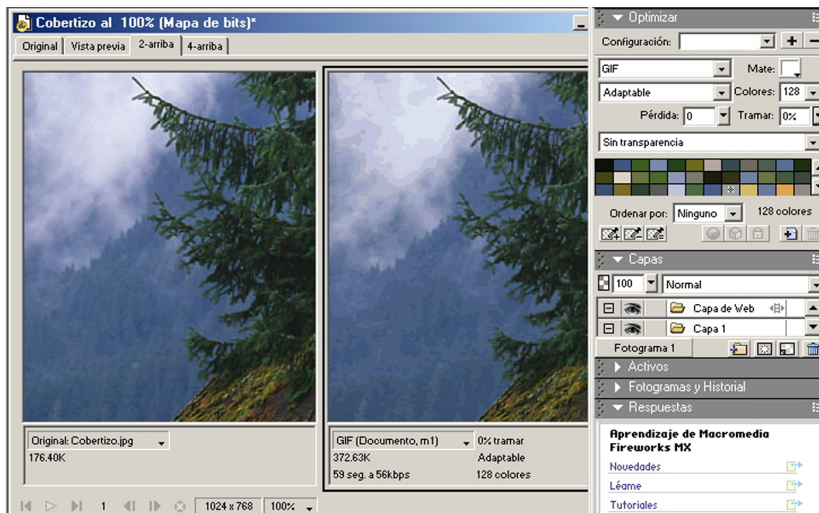 Cobertizo al 100% (Mapa de bits)*
Original Vista previa 2-arriba 4-arriba
Original: Cobertizo.jpg
176.40K
GIF (Documento, m1) 0% tramar
372.63K Adaptable
59 seg. a 56kbps 128 colores
1 1024 x 768 100%
Optimizar
Configuración:
GIF Mate:
Adaptable Colores: 128
Pérdida: 0 Tramar: 0%
Sin transparencia
Ordenar por: Ninguno 128 colores
Capas
100 Normal
Capa de Web
Capa 1
Fotograma 1
Activos
Fotogramas y Historial
Respuestas
Aprendizaje de Macromedia
Fireworks MX
Novedades
Léame
Tutoriales